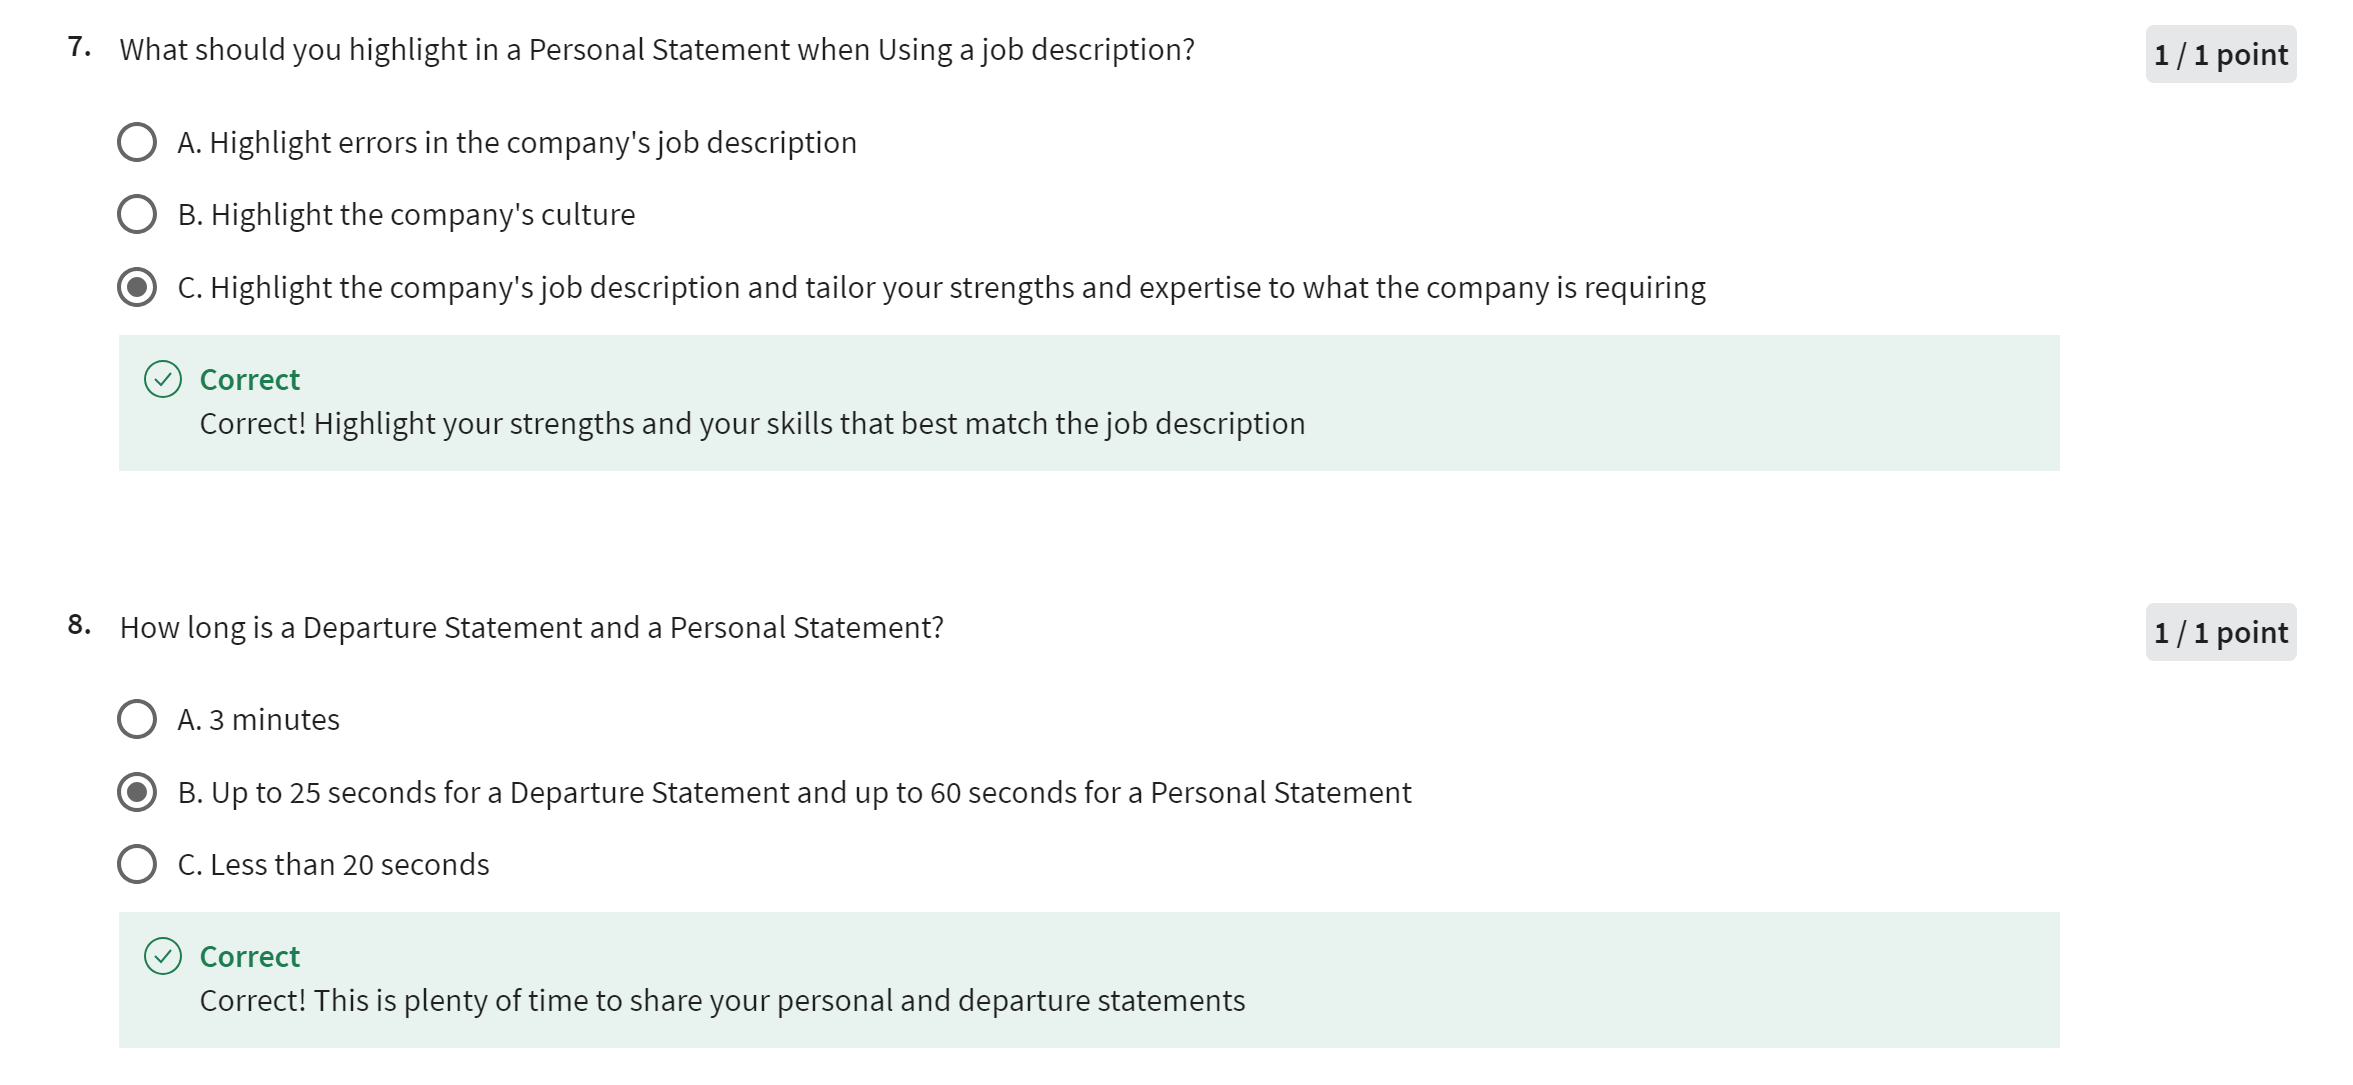 7. What should you highlight in a Personal Statement when Using a job description?
1 / 1 point
A. Highlight errors in the company's job description
B. Highlight the company's culture
C. Highlight the company's job description and tailor your strengths and expertise to what the company is requiring
Correct
Correct! Highlight your strengths and your skills that best match the job description
8. How long is a Departure Statement and a Personal Statement?
1 / 1 point
A. 3 minutes
B. Up to 25 seconds for a Departure Statement and up to 60 seconds for a Personal Statement
C. Less than 20 seconds
Correct
Correct! This is plenty of time to share your personal and departure statements